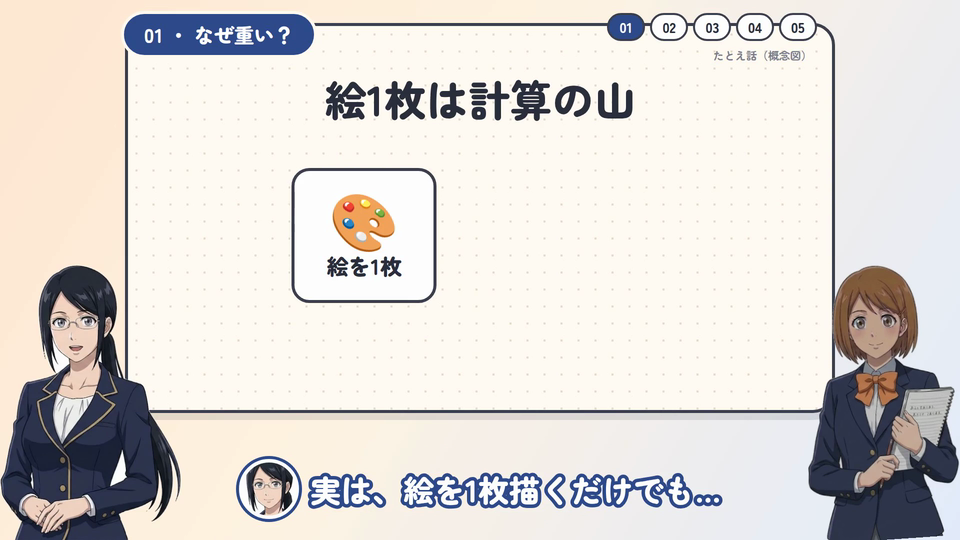 01 ・ なぜ重い？
01 02 03 04 05
たとえ話（概念図）
絵1枚は計算の山
絵を1枚
実は、絵を1枚描くだけでも…